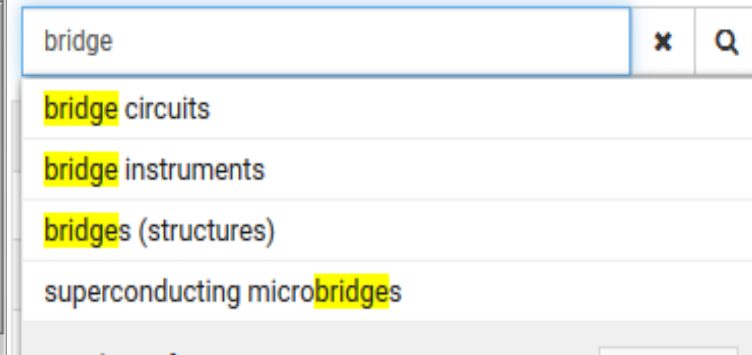 bridge
bridge circuits
bridge instruments
bridges (structures)
superconducting microbridges